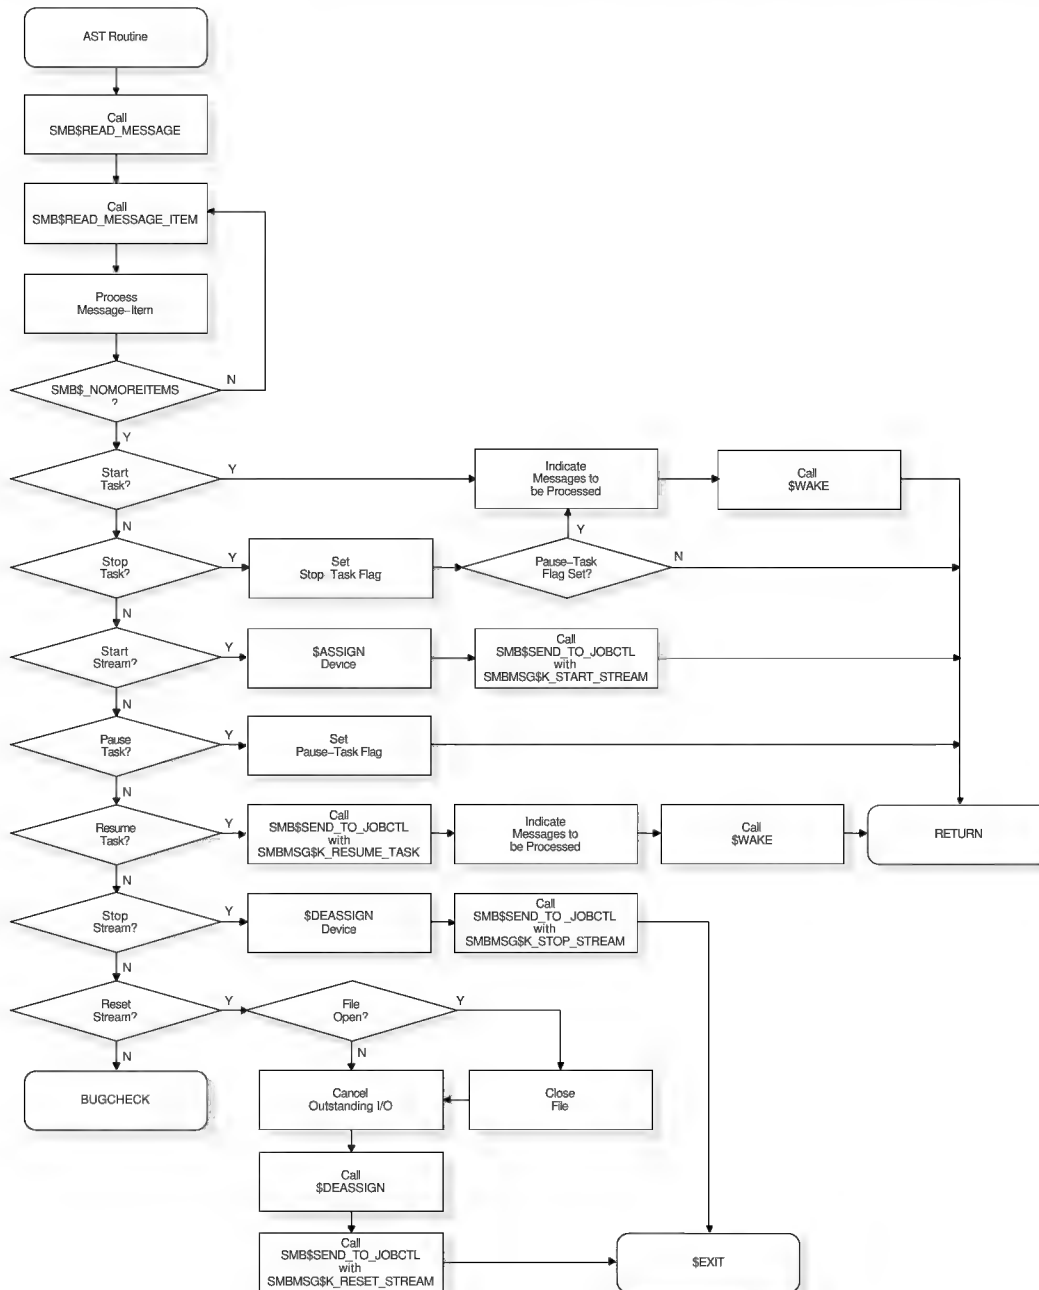 AST Routine
Call
SMB$READ_MESSAGE
Call
SMB$READ_MESSAGE_ITEM
Process
Message-Item
SMB$_NOMOREITEMS
?
N
Y
Start
Task?
Y
Indicate
Messages to
be Processed
Call
$WAKE
N
Y
Stop
Task?
Y
Set
Stop Task Flag
Pause-Task
Flag Set?
N
N
Start
Stream?
Y
$ASSIGN
Device
Call
SMB$SEND_TO_JOBCTL
with
SMBMSG$K_START_STREAM
N
Pause
Task?
Y
Set
Pause-Task Flag
N
Resume
Task?
Y
Call
SMB$SEND_TO_JOBCTL
with
SMBMSG$K_RESUME_TASK
Indicate
Messages to
be Processed
Call
$WAKE
RETURN
N
Stop
Stream?
Y
$DEASSIGN
Device
Call
SMB$SEND_TO _JOBCTL
with
SMBMSG$K_STOP_STREAM
N
Reset
Stream?
Y
File
Open?
Y
N
N
BUGCHECK
Cancel
Outstanding I/O
Close
File
Call
$DEASSIGN
Call
SMB$SEND_TO_JOBCTL
with
SMBMSG$K_RESET_STREAM
$EXIT